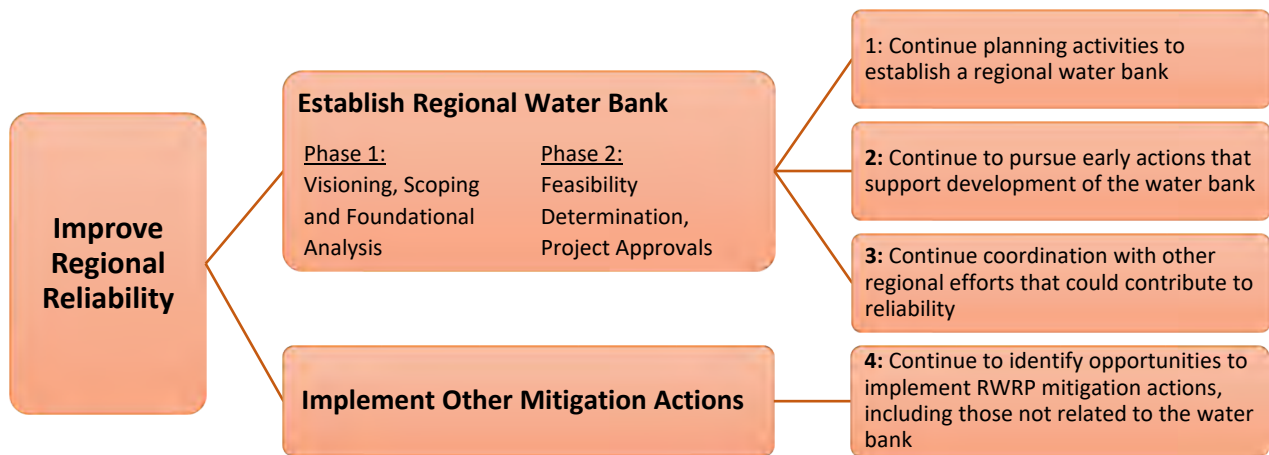 Improve
Regional
Reliability
Establish Regional Water Bank
Phase 1:
Visioning, Scoping
and Foundational
Analysis
Phase 2:
Feasibility
Determination,
Project Approvals
Implement Other Mitigation Actions
1: Continue planning activities to
establish a regional water bank
2: Continue to pursue early actions that
support development of the water bank
3: Continue coordination with other
regional efforts that could contribute to
reliability
4: Continue to identify opportunities to
implement RWRP mitigation actions,
including those not related to the water
bank